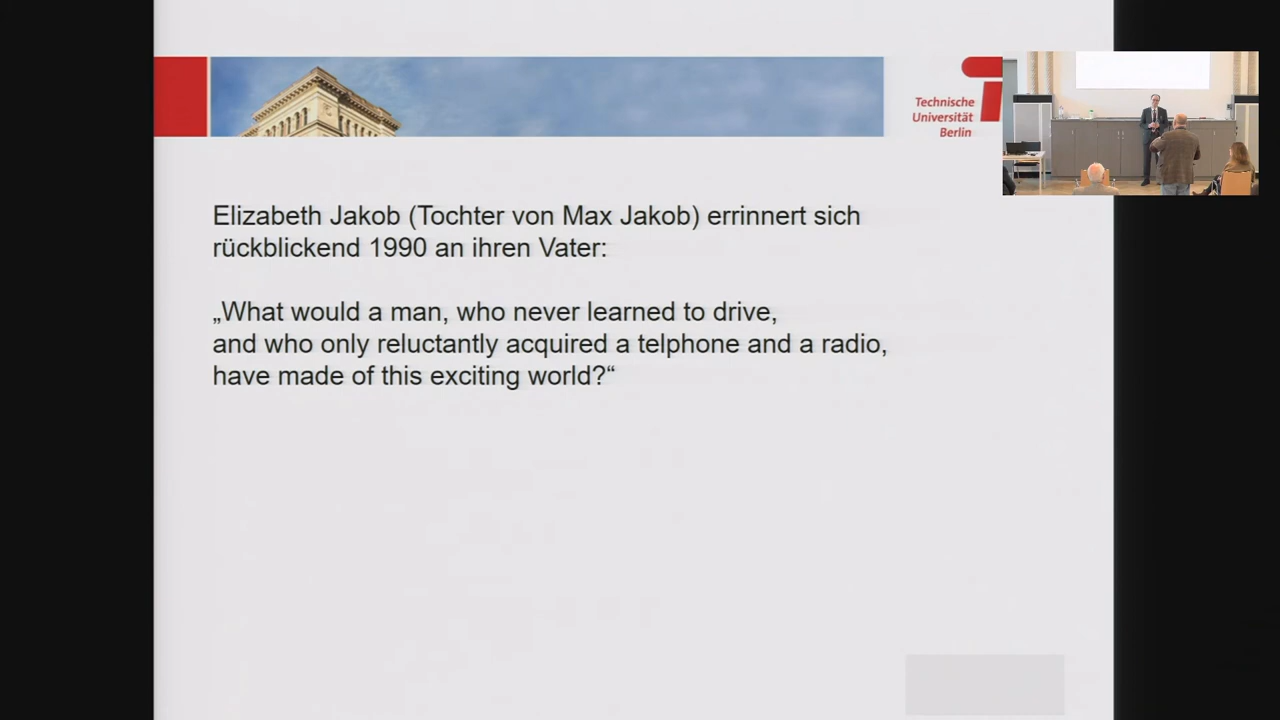 Technische
Universität
Berlin
Elizabeth Jakob (Tochter von Max Jakob) errinnert sich
rückblickend 1990 an ihren Vater:
„What would a man, who never learned to drive,
and who only reluctantly acquired a telphone and a radio,
have made of this exciting world?“